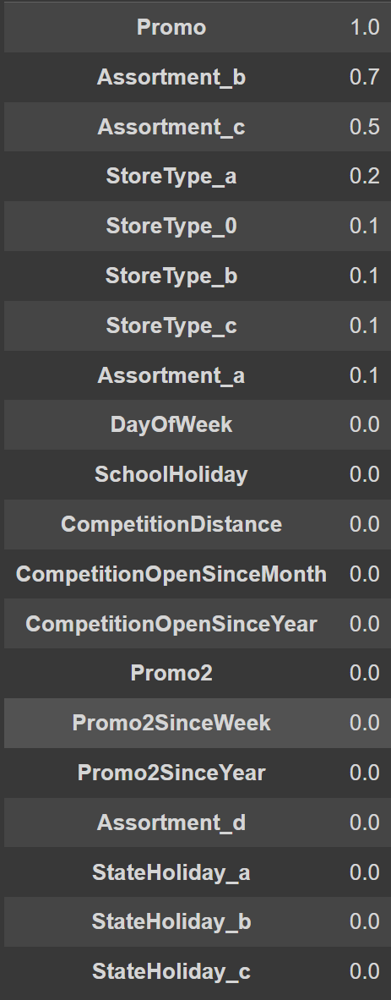 Promo 1.0
Assortment_b 0.7
Assortment_c 0.5
StoreType_a 0.2
StoreType_0 0.1
StoreType_b 0.1
StoreType_c 0.1
Assortment_a 0.1
DayOfWeek 0.0
SchoolHoliday 0.0
CompetitionDistance 0.0
CompetitionOpenSinceMonth 0.0
CompetitionOpenSinceYear 0.0
Promo2 0.0
Promo2SinceWeek 0.0
Promo2SinceYear 0.0
Assortment_d 0.0
StateHoliday_a 0.0
StateHoliday_b 0.0
StateHoliday_c 0.0